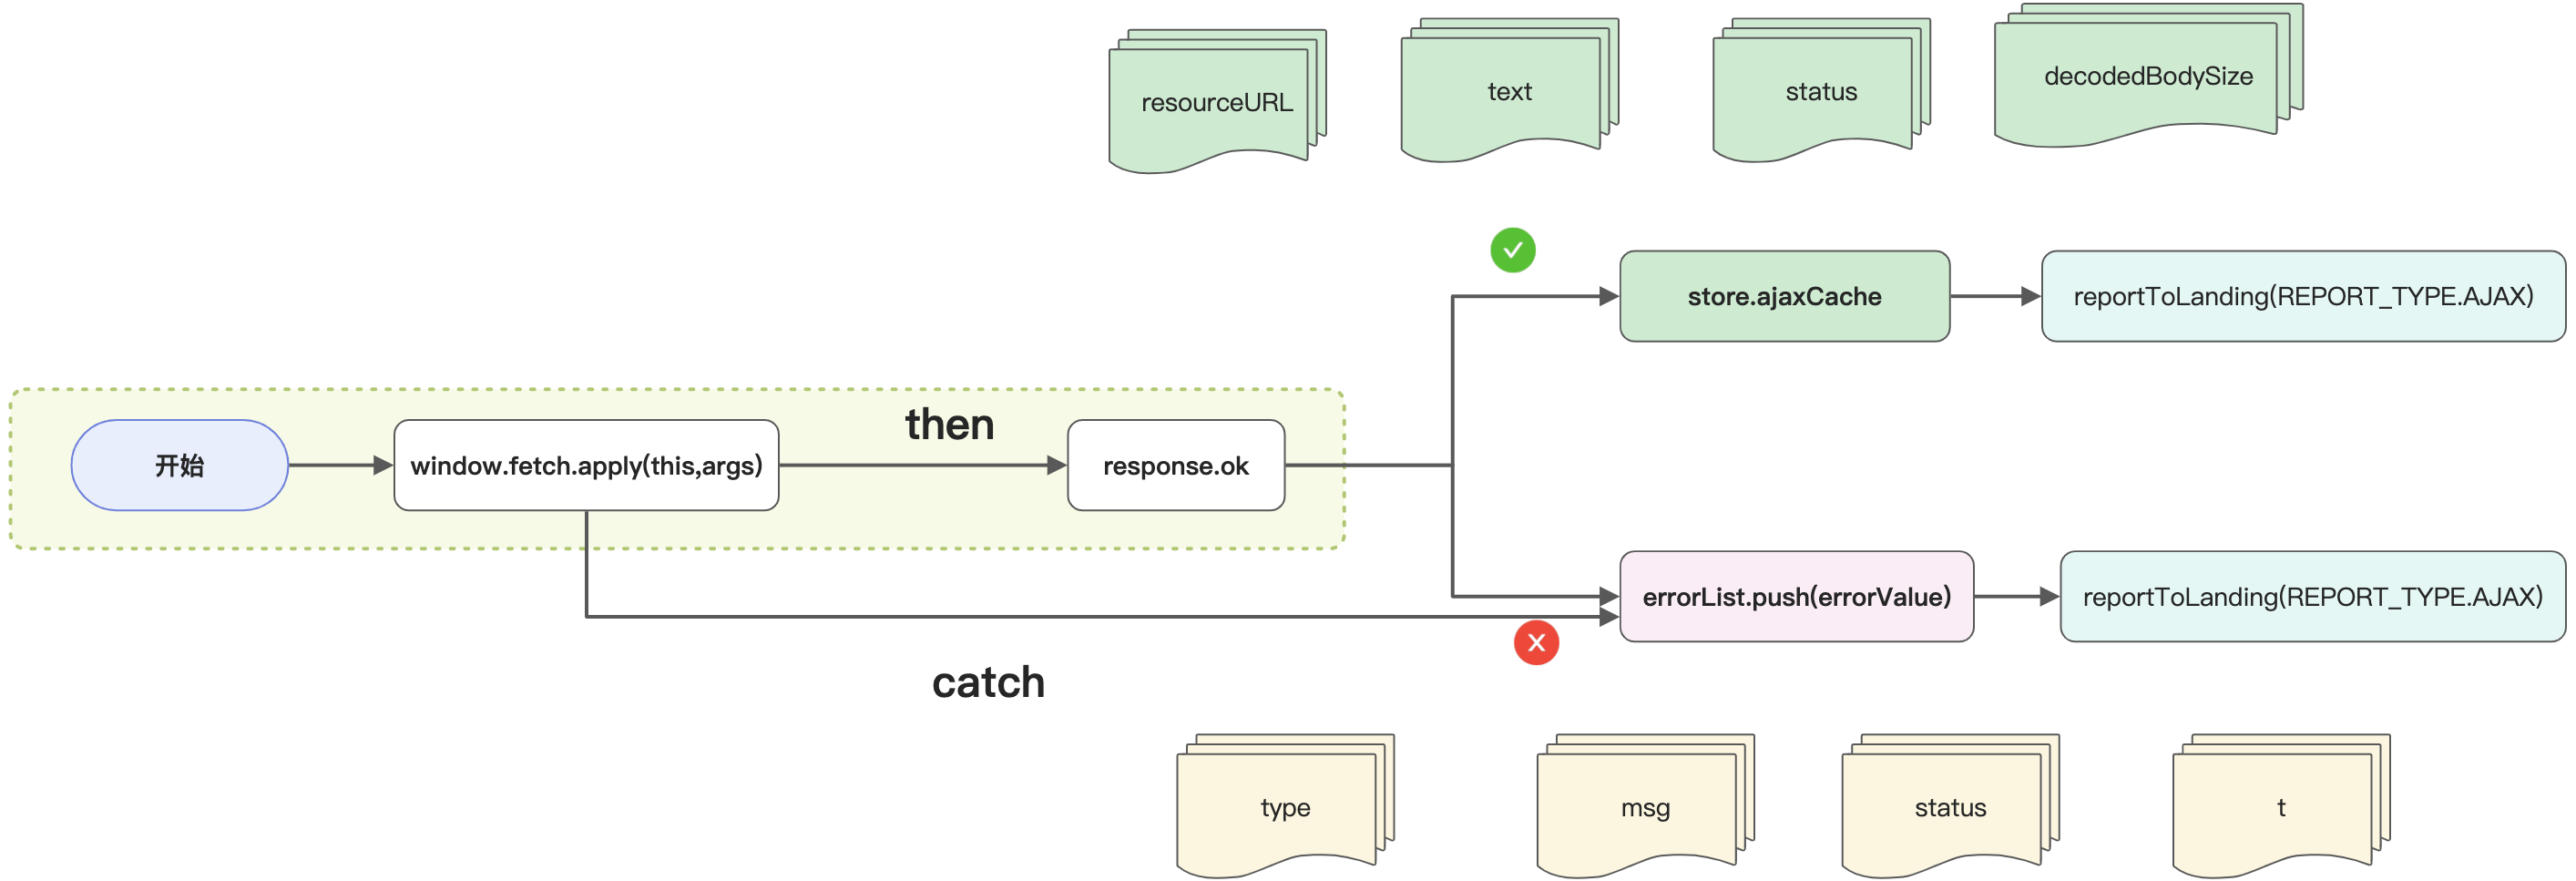 resourceURL
text
status
decodedBodySize
store.ajaxCache
reportToLanding(REPORT_TYPE.AJAX)
then
开始
window.fetch.apply(this,args)
response.ok
errorList.push(errorValue)
reportToLanding(REPORT_TYPE.AJAX)
catch
type
msg
status
t